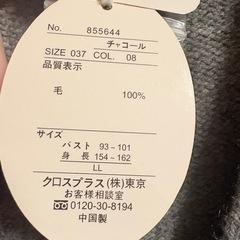 No. 855644
チャコール
SIZE 037 COL. 08
品質表示
毛 100%
サイズ
バスト 93－101
身長 154－162
LL
クロスプラス(株)東京
お客様相談室
0120-30-8194
中国製